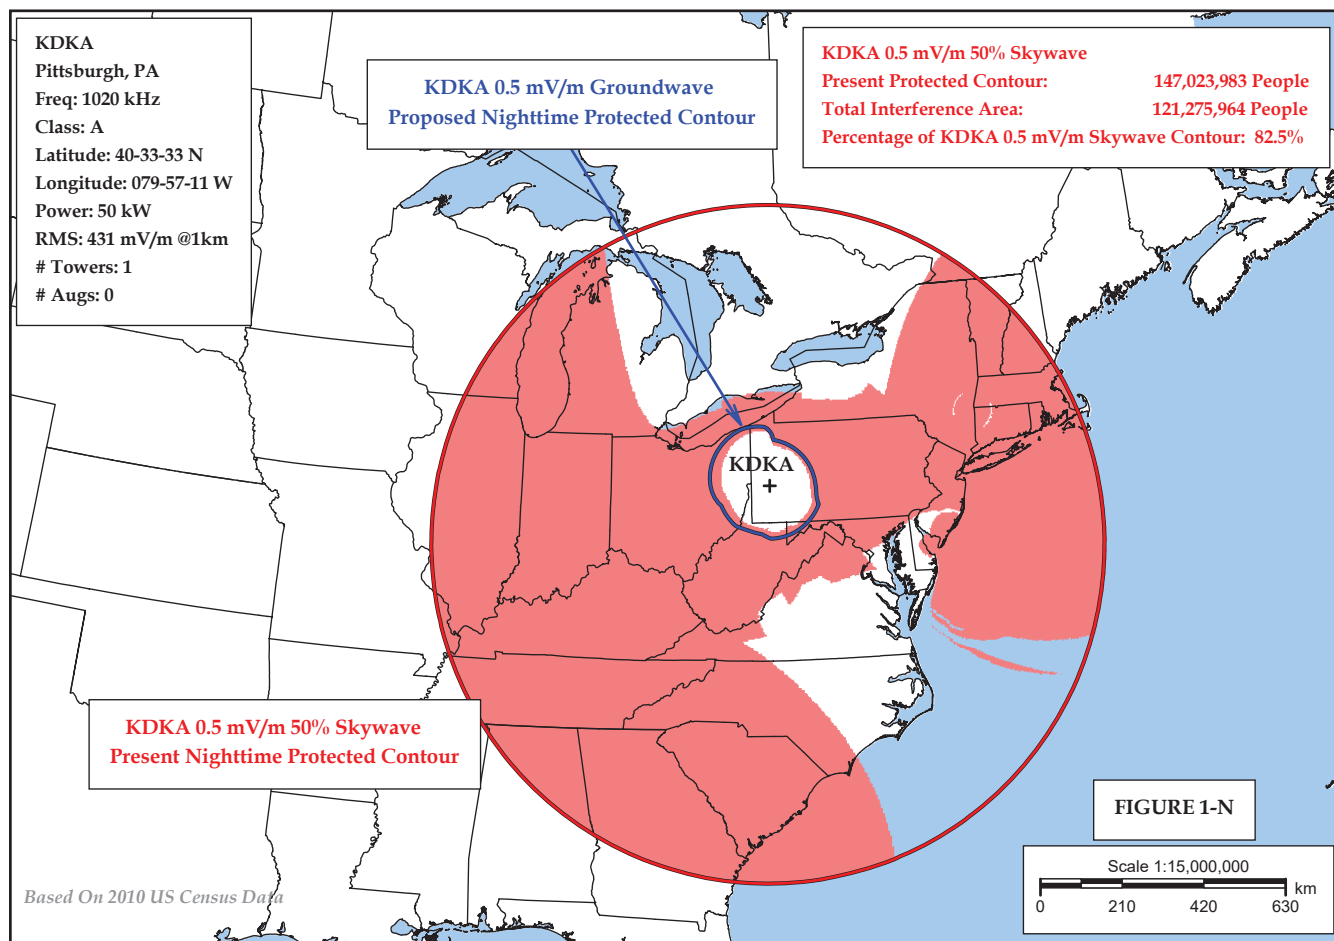 KDKA
Pittsburgh, PA
Freq: 1020 kHz
Class: A
Latitude: 40-33-33 N
Longitude: 079-57-11 W
Power: 50 kW
RMS: 431 mV/m @1km
# Towers: 1
# Augs: 0
KDKA 0.5 mV/m Groundwave
Proposed Nighttime Protected Contour
KDKA 0.5 mV/m 50% Skywave
Present Protected Contour: 147,023,983 People
Total Interference Area: 121,275,964 People
Percentage of KDKA 0.5 mV/m Skywave Contour: 82.5%
KDKA
KDKA 0.5 mV/m 50% Skywave
Present Nighttime Protected Contour
FIGURE 1-N
Scale 1:15,000,000
km
0 210 420 630
Based On 2010 US Census Data